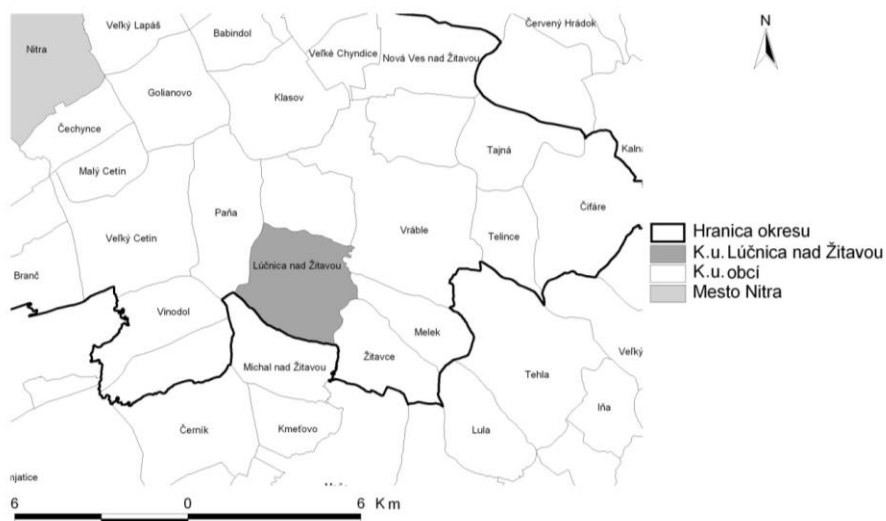 Veľký Lapáš
Babindol
Červený Hrádok
N
Nitra
Veľké Chyndice
Nová Ves nad Žitavou
Golianovo
Klasov
Čechynce
Tajná
Kalná
Malý Cetín
Čifáre
Paňa
Vráble
Telince
Veľký Cetín
Lúčnica nad Žitavou
Branč
Hranica okresu
K.u.Lúčnica nad Žitavou
K.u.obcí
Mesto Nitra
Vinodol
Melek
Žitavce
Michal nad Žitavou
Tehla
Veľký
Iňa
Černík
Kmeťovo
Lula
njatice
6 0 6 Km